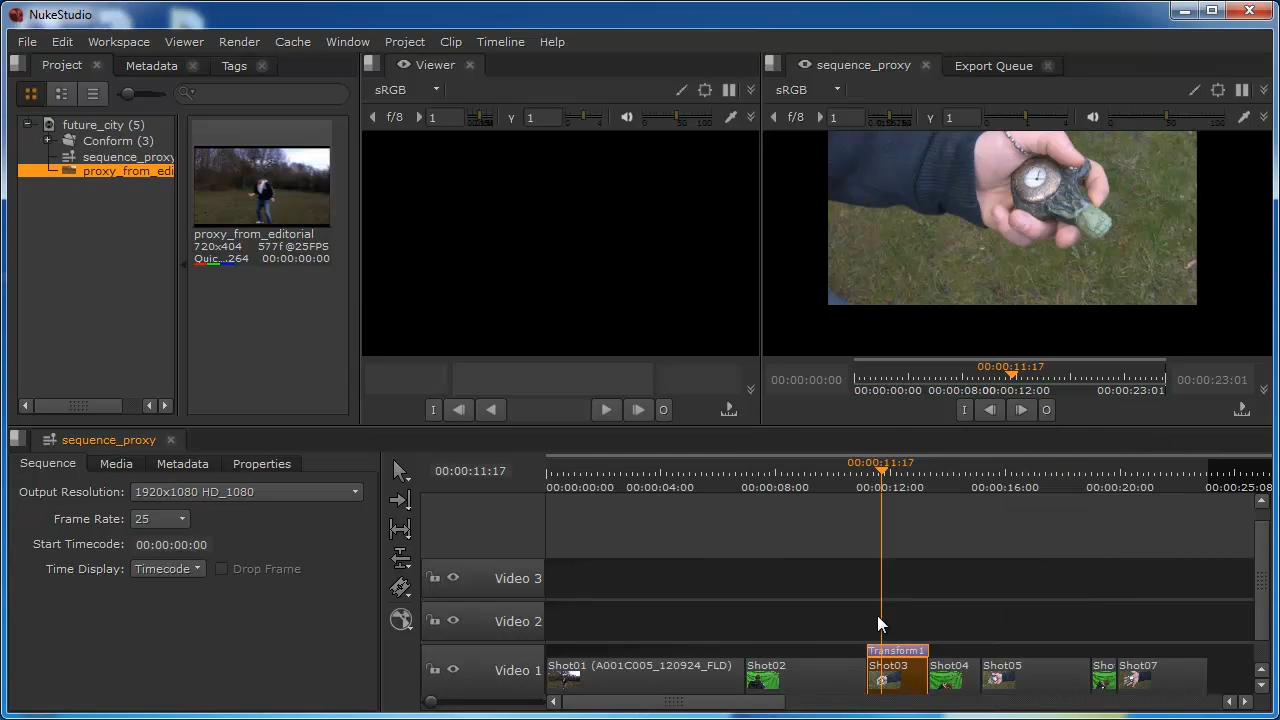 NukeStudio
File Edit Workspace Viewer Render Cache Window Project Clip Timeline Help
Project Metadata Tags Viewer sequence_proxy Export Queue
sRGB sRGB
f/8 1 γ 1 f/8 1 γ 1
future_city (5)
Conform (3)
sequence_proxy
proxy_from_edi
proxy_from_editorial
720x404 577f @25FPS
Quic...264 00:00:00:00
00:00:11:17
00:00:00:00 00:00:23:01
00:00:00:00 00:00:08:00 00:00:12:00 00:00:23:01
I O I O
sequence_proxy
Sequence Media Metadata Properties
Output Resolution: 1920x1080 HD_1080
Frame Rate: 25
Start Timecode: 00:00:00:00
Time Display: Timecode Drop Frame
00:00:11:17
00:00:11:17
00:00:00:00 00:00:04:00 00:00:08:00 00:00:12:00 00:00:16:00 00:00:20:00 00:00:25:08
Video 3
Video 2
Video 1
Transform1
Shot01 (A001C005_120924_FLD) Shot02 Shot03 Shot04 Shot05 Sho Shot07